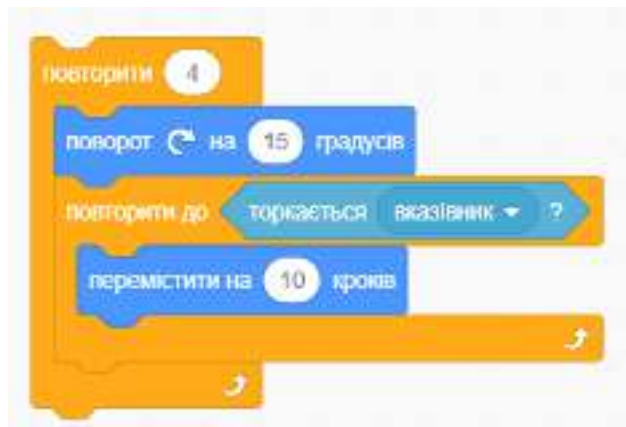 повторити 4
поворот на 15 градусів
повторити до торкається вказівник ?
перемістити на 10 кроків